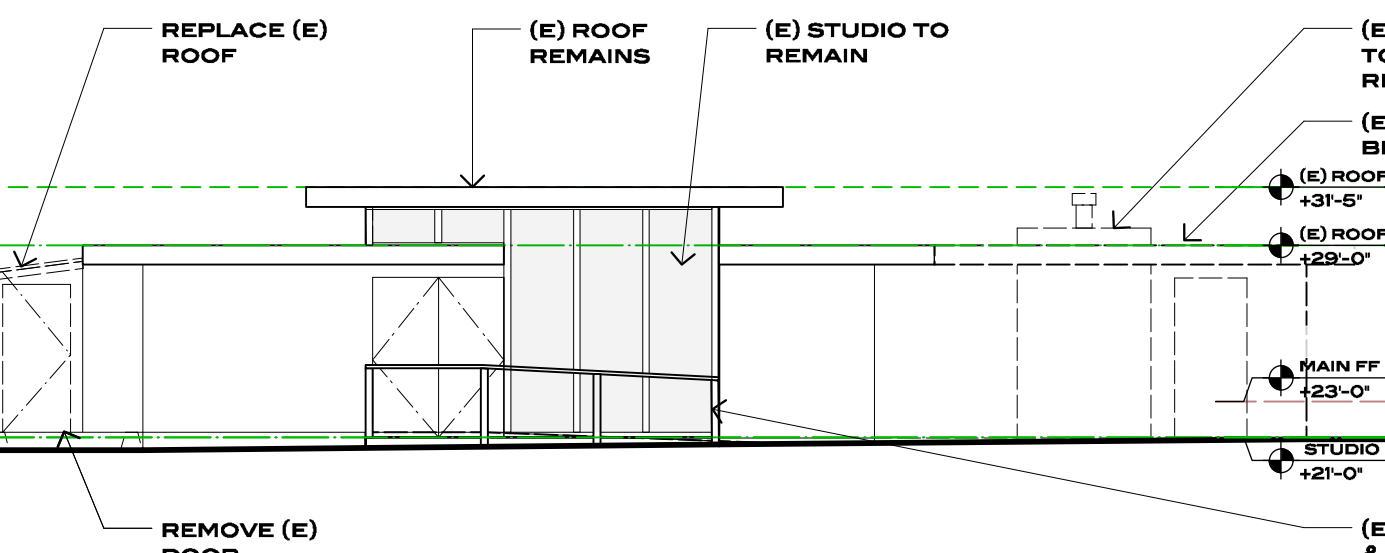 REPLACE (E)
ROOF
(E) ROOF
REMAINS
(E) STUDIO TO
REMAIN
(E) ROOF
+31'-5"
(E) ROOF
+29'-0"
MAIN FF
+23'-0"
STUDIO
+21'-0"
REMOVE (E)
DOOR